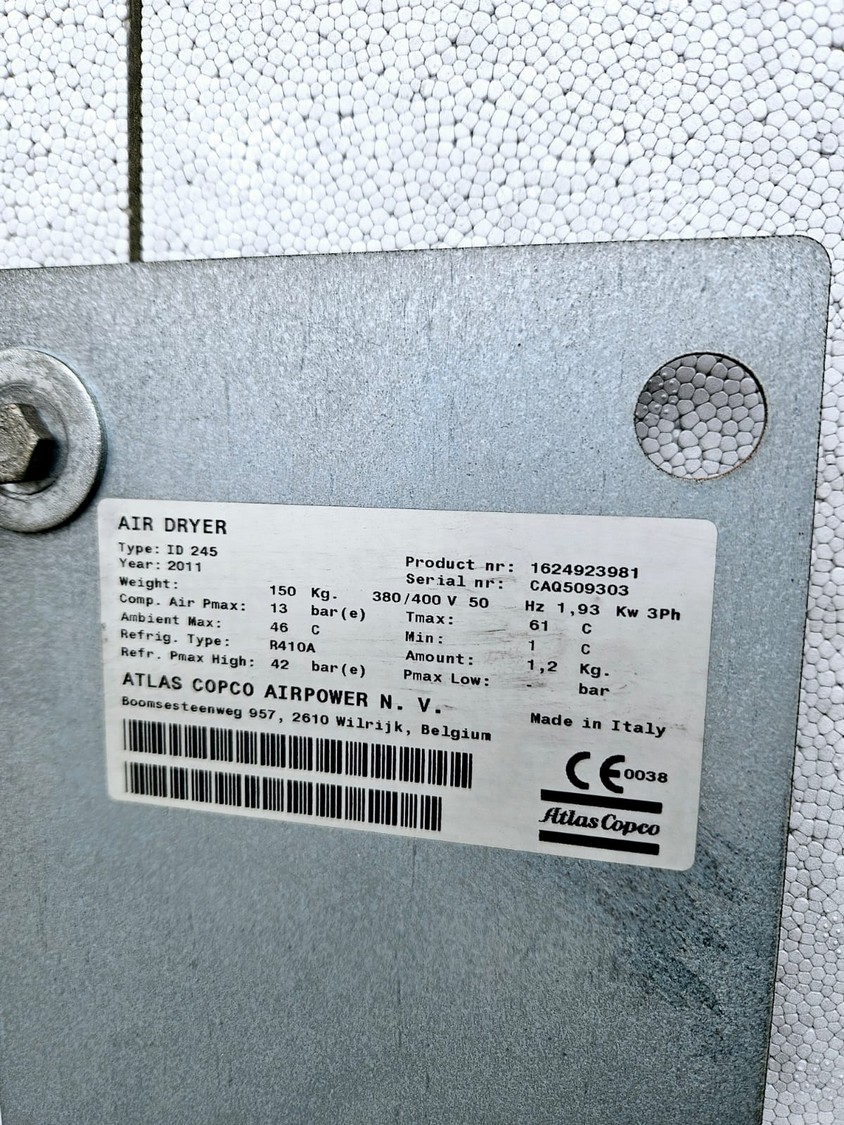 AIR DRYER
Type: ID 245
Year: 2011
Product nr: 1624923981
Serial nr: CAQ509303
Weight: 150 Kg. 380/400 V 50 Hz 1,93 Kw 3Ph
Comp. Air Pmax: 13 bar(e) Tmax: 61 C
Ambient Max: 46 C Min: 1 C
Refrig. Type: R410A Amount: 1,2 Kg.
Refr. Pmax High: 42 bar(e) Pmax Low: - bar
ATLAS COPCO AIRPOWER N. V.
Boomsesteenweg 957, 2610 Wilrijk, Belgium
Made in Italy
CE 0038
Atlas Copco